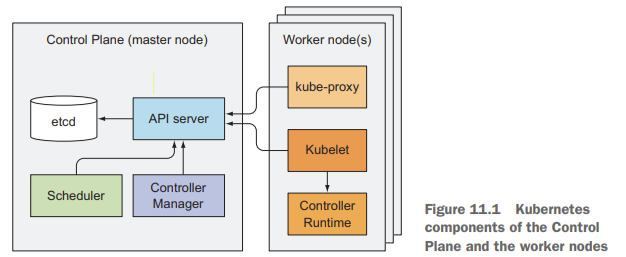 Control Plane (master node)
Worker node(s)
kube-proxy
etcd
API server
Kubelet
Scheduler
Controller
Manager
Controller
Runtime
Figure 11.1 Kubernetes
components of the Control
Plane and the worker nodes